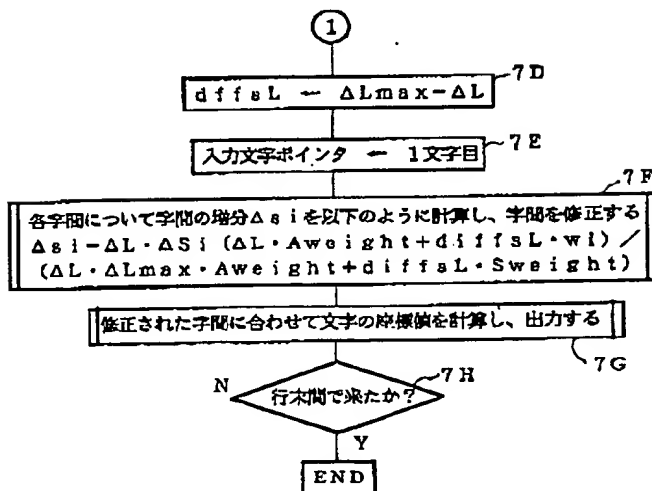 1
7D
dffsL ← ΔLmax−ΔL
7E
入力文字ポインタ ← 1文字目
7F
各字間について字間の増分Δsiを以下のように計算し、字間を修正する
Δsi−ΔL・ΔSi(ΔL・Aweight+diffsL・wi)/
(ΔL・ΔLmax・Aweight+diffsL・Sweight)
修正された字間に合わせて文字の座標値を計算し、出力する
7G
7H
N
行末間で来たか?
Y
END